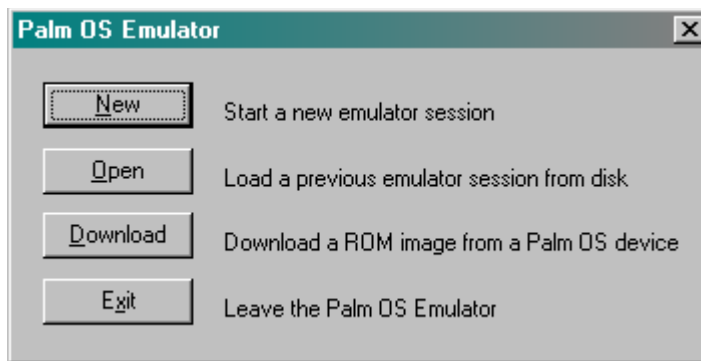 Palm OS Emulator
New Start a new emulator session
Open Load a previous emulator session from disk
Download Download a ROM image from a Palm OS device
Exit Leave the Palm OS Emulator